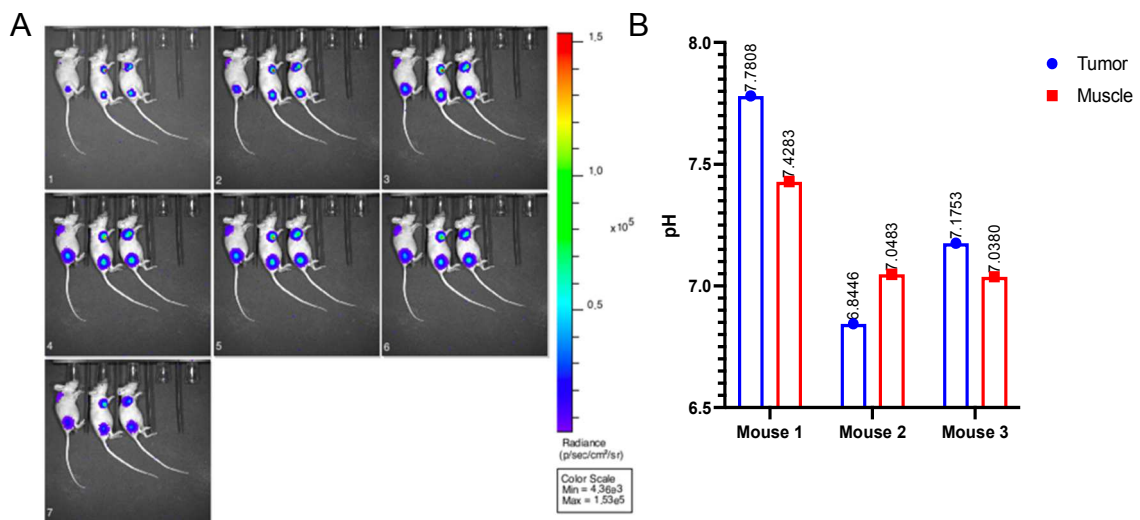 A
1
2
3
4
5
6
7
1,5
1,0
0,5
x10⁵
Radiance
(p/sec/cm²/sr)
Color Scale
Min = 4,36e3
Max = 1,53e5
B
8.0
7.5
7.0
6.5
pH
7.7808
7.4283
6.8446
7.0483
7.1753
7.0380
Mouse 1
Mouse 2
Mouse 3
Tumor
Muscle